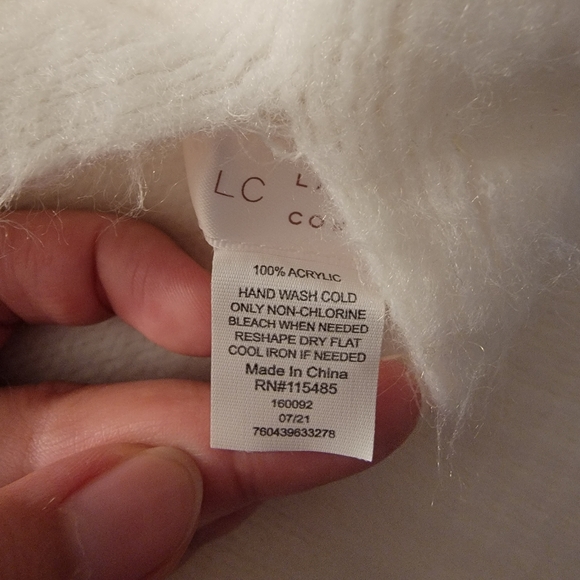 LC
100% ACRYLIC
HAND WASH COLD
ONLY NON-CHLORINE
BLEACH WHEN NEEDED
RESHAPE DRY FLAT
COOL IRON IF NEEDED
Made In China
RN#115485
160092
07/21
760439633278